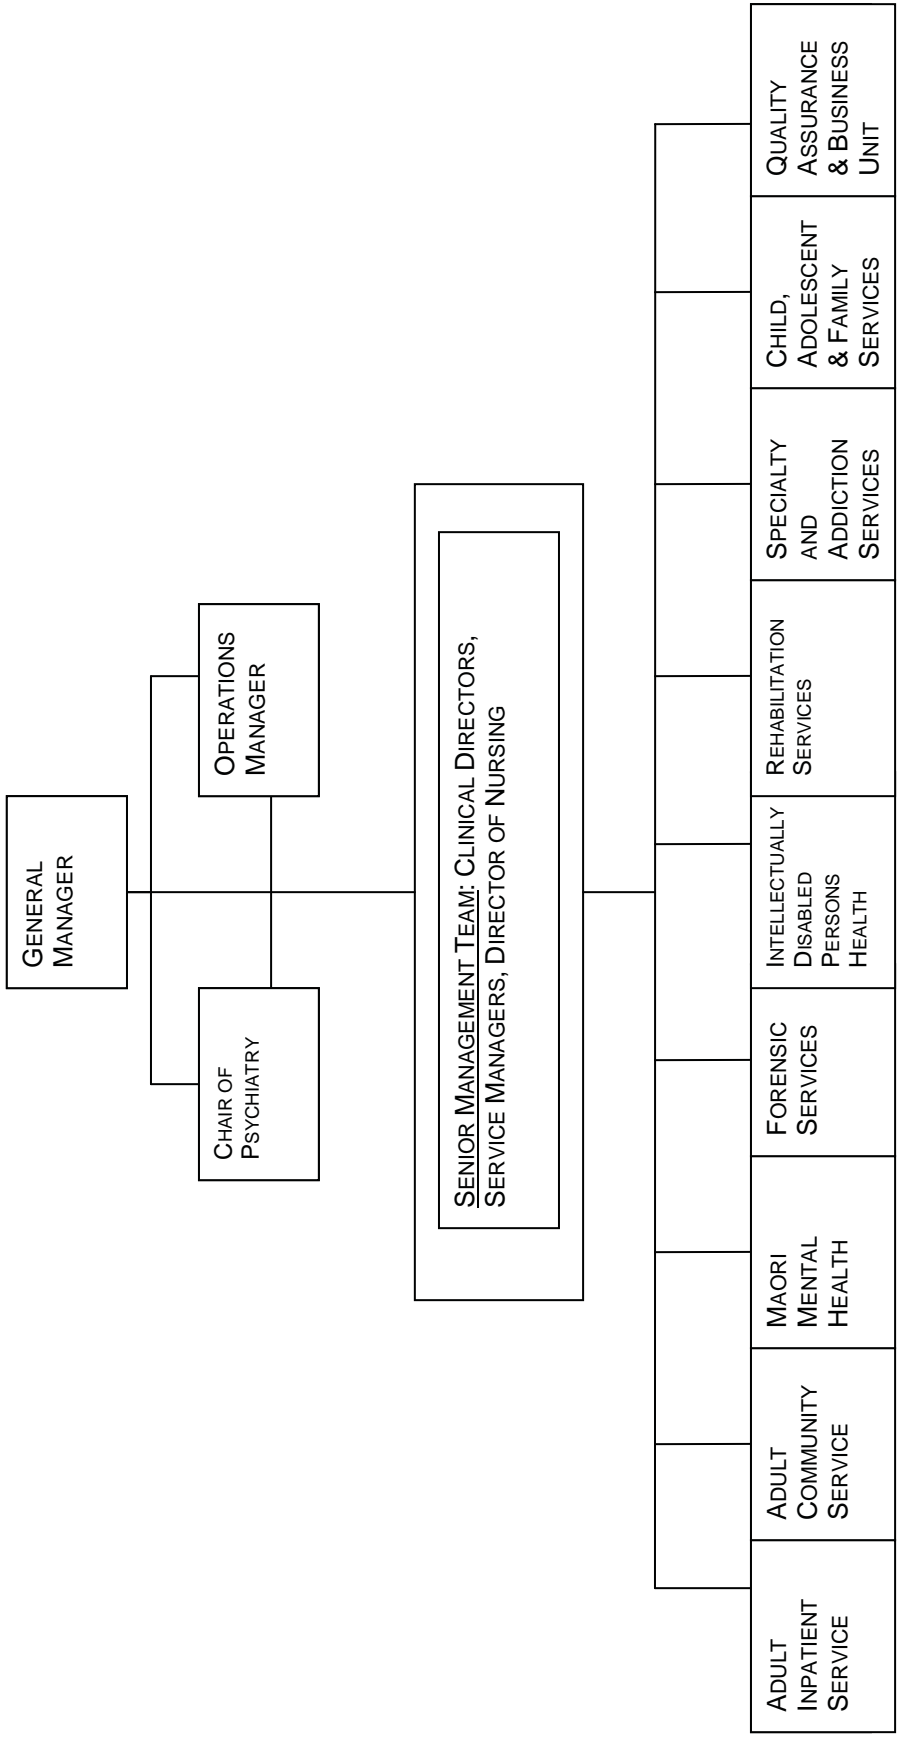 GENERAL
MANAGER
CHAIR OF
PSYCHIATRY
OPERATIONS
MANAGER
SENIOR MANAGEMENT TEAM: CLINICAL DIRECTORS,
SERVICE MANAGERS, DIRECTOR OF NURSING
ADULT
INPATIENT
SERVICE
ADULT
COMMUNITY
SERVICE
MAORI
MENTAL
HEALTH
FORENSIC
SERVICES
INTELLECTUALLY
DISABLED
PERSONS
HEALTH
REHABILITATION
SERVICES
SPECIALTY
AND
ADDICTION
SERVICES
CHILD,
ADOLESCENT
& FAMILY
SERVICES
QUALITY
ASSURANCE
& BUSINESS
UNIT